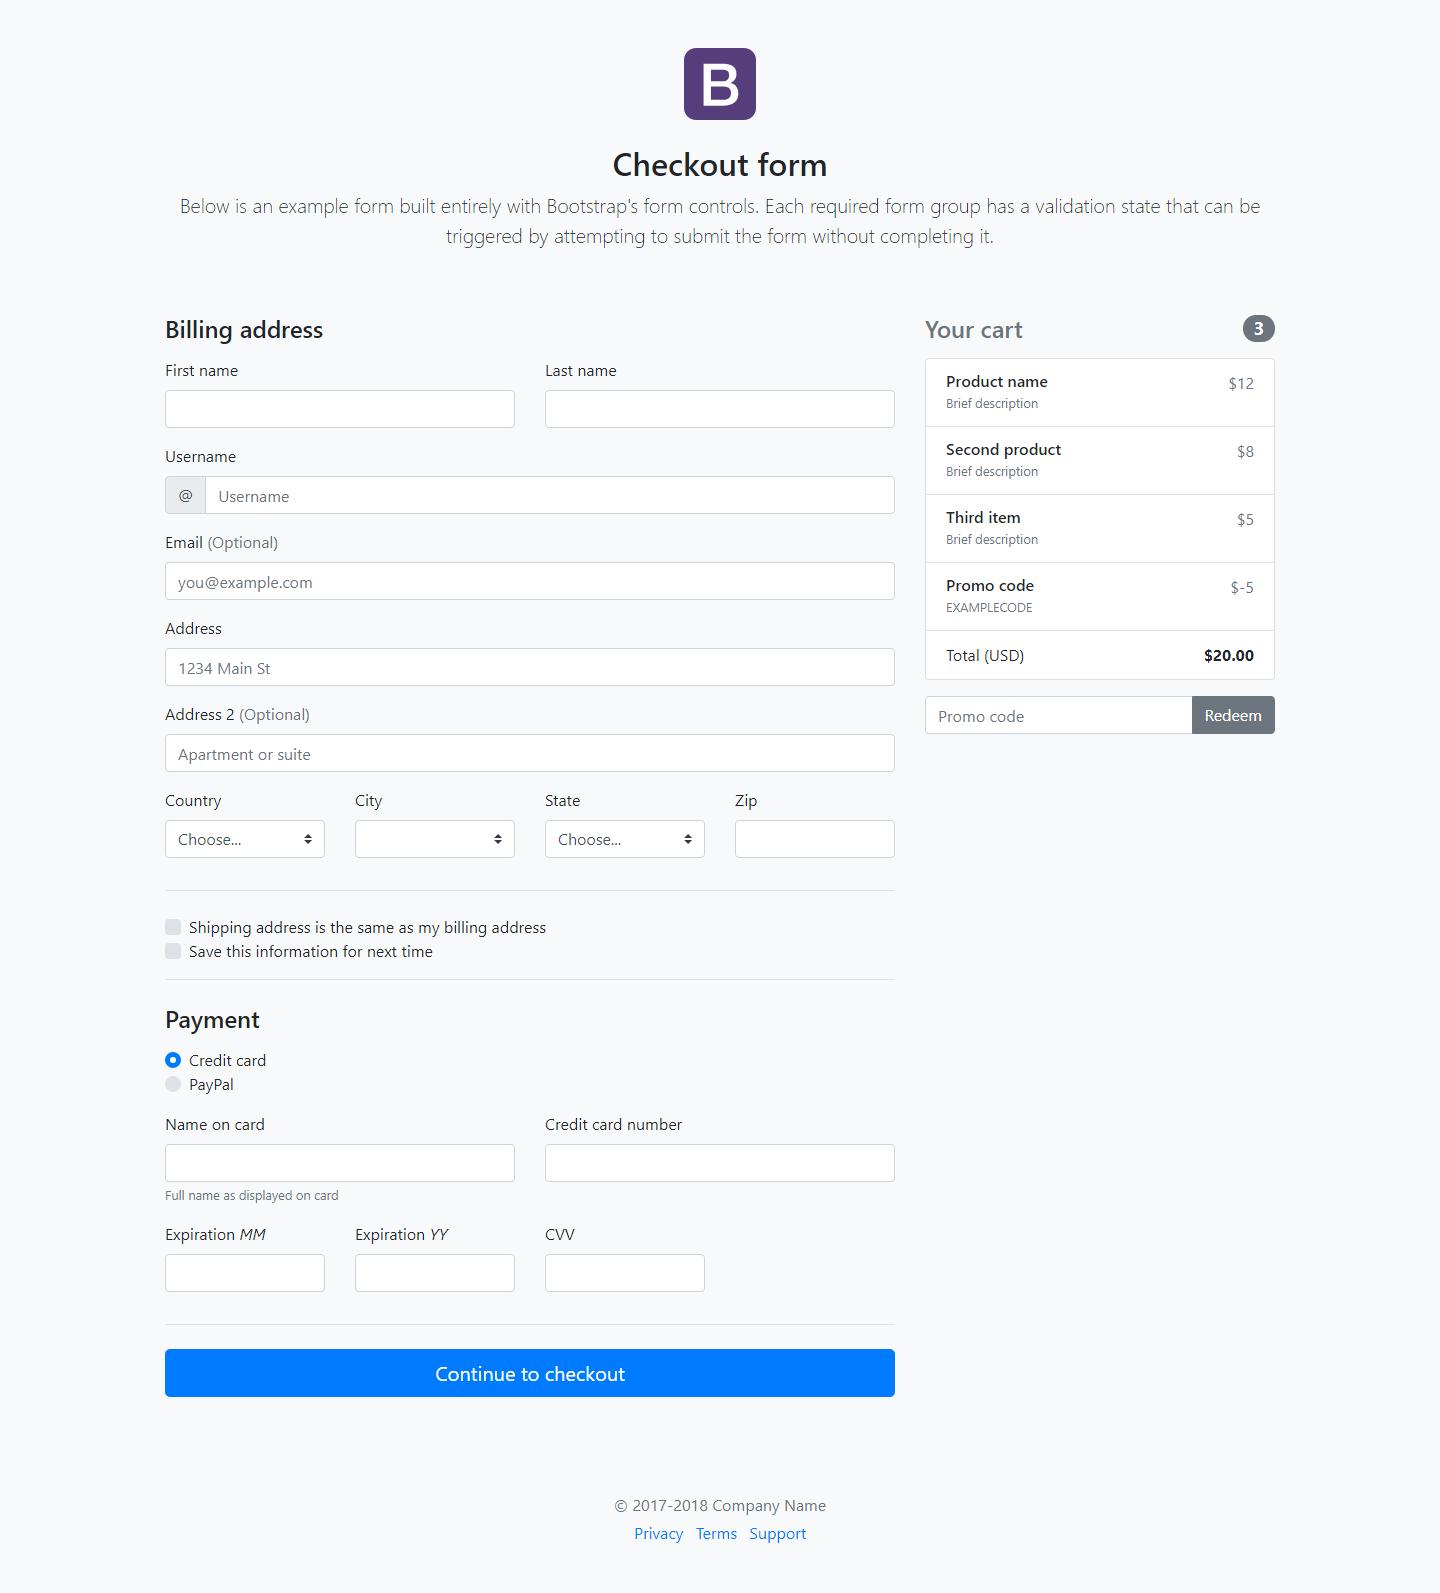 B
Checkout form
Below is an example form built entirely with Bootstrap's form controls. Each required form group has a validation state that can be
triggered by attempting to submit the form without completing it.
Billing address
First name Last name
Username
@ Username
Email (Optional)
you@example.com
Address
1234 Main St
Address 2 (Optional)
Apartment or suite
Country City State Zip
Choose... Choose...
Shipping address is the same as my billing address
Save this information for next time
Payment
Credit card
PayPal
Name on card Credit card number
Full name as displayed on card
Expiration MM Expiration YY CVV
Continue to checkout
Your cart 3
Product name $12
Brief description
Second product $8
Brief description
Third item $5
Brief description
Promo code $-5
EXAMPLECODE
Total (USD) $20.00
Promo code Redeem
© 2017-2018 Company Name
Privacy Terms Support